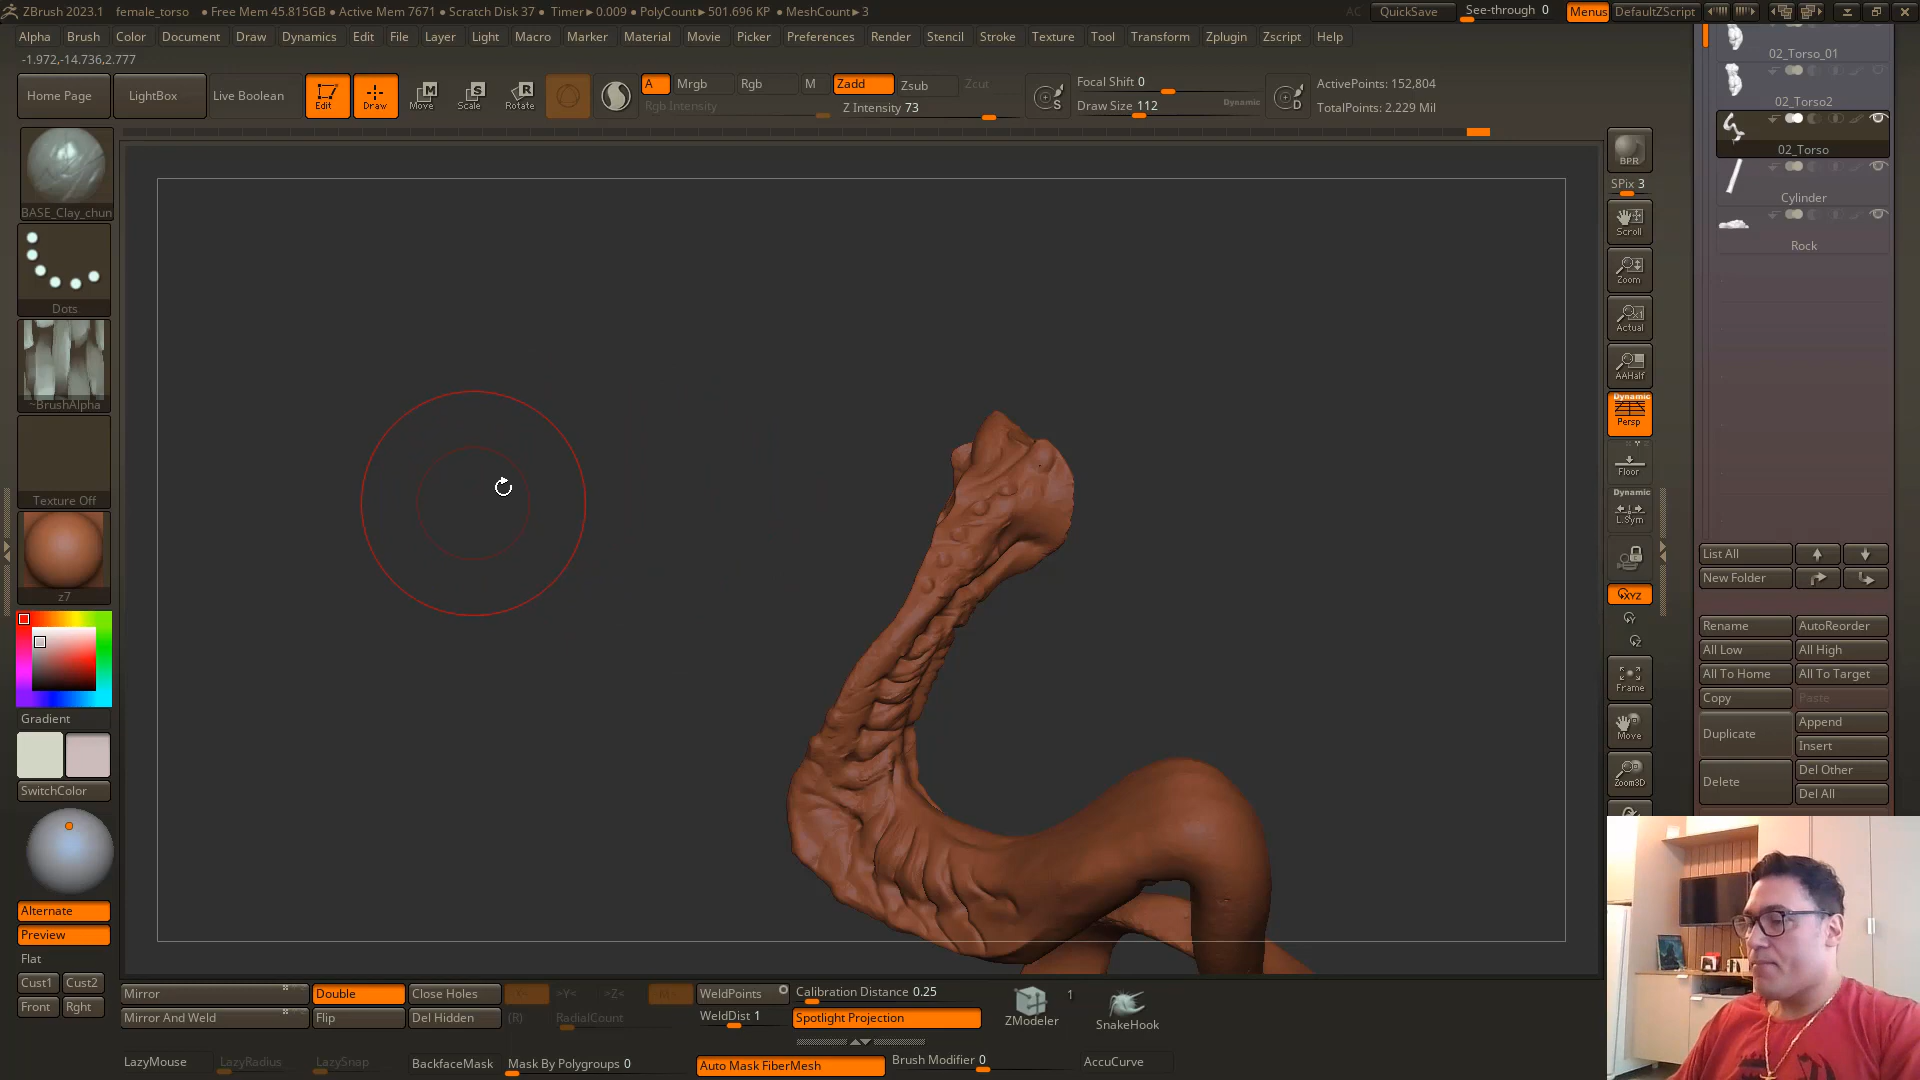 ZBrush 2023.1 female_torso • Free Mem 45.815GB • Active Mem 7671 • Scratch Disk 37 • Timer▸0.009 • PolyCount▸501.696 KP • MeshCount▸3
AC QuickSave See-through 0 Menus DefaultZScript
Alpha Brush Color Document Draw Dynamics Edit File Layer Light Macro Marker Material Movie Picker Preferences Render Stencil Stroke Texture Tool Transform Zplugin Zscript Help
-1.972,-14.736,2.777
Home Page LightBox Live Boolean Edit Draw Move Scale Rotate
A Mrgb Rgb M Zadd Zsub Zcut
Rgb Intensity Z Intensity 73
S Focal Shift 0
Draw Size 112 Dynamic
D ActivePoints: 152,804
TotalPoints: 2.229 Mil
BASE_Clay_chun
Dots
~BrushAlpha
Texture Off
z7
Gradient
SwitchColor
Alternate
Preview
Flat
Cust1 Cust2
Front Rght
BPR
SPix 3
Scroll
Zoom
Actual
AAHalf
Dynamic
Persp
Floor
Dynamic
L.Sym
XYZ
Y
Z
Frame
Move
Zoom3D
02_Torso_01
02_Torso2
02_Torso
Cylinder
Rock
List All
New Folder
Rename AutoReorder
All Low All High
All To Home All To Target
Copy Paste
Duplicate Append
Insert
Delete Del Other
Del All
Mirror Double Close Holes >Y< >Z< WeldPoints Calibration Distance 0.25
Mirror And Weld Flip Del Hidden (R) RadialCount WeldDist 1 Spotlight Projection
ZModeler 1 SnakeHook
LazyMouse LazyRadius LazySnap BackfaceMask Mask By Polygroups 0 Auto Mask FiberMesh Brush Modifier 0 AccuCurve